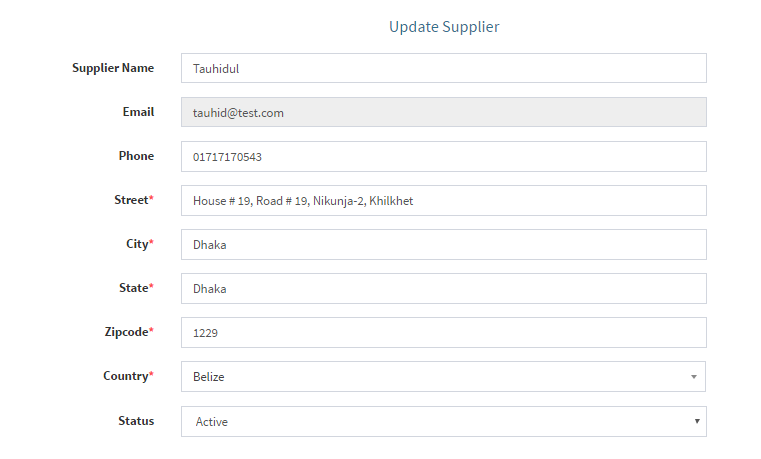 Update Supplier
Supplier Name Tauhidul
Email tauhid@test.com
Phone 01717170543
Street* House # 19, Road # 19, Nikunja-2, Khilkhet
City* Dhaka
State* Dhaka
Zipcode* 1229
Country* Belize
Status Active